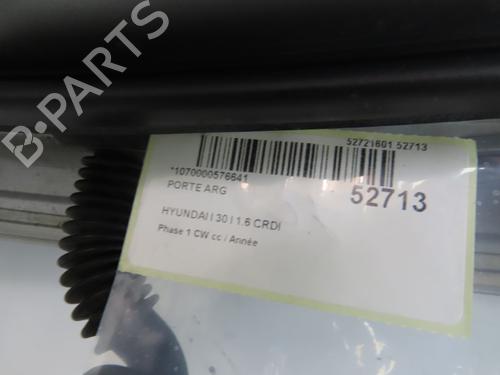 B-PARTS
52721601 52713
*1070000576641
PORTE ARG
52713
HYUNDAI I 30 I 1.6 CRDI
Phase 1 CW cc / Année